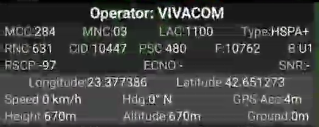 Operator: VIVACOM
MCC:284 MNC:03 LAC:1100 Type:HSPA+
RNC:631 CID:10447 PSC:480 F:10762 B:U1
RSCP:-97 ECNO:- SNR:-
Longitude:23.377386 Latitude:42.651273
Speed:0 km/h Hdg:0° N GPS Acc:4m
Height:670m Altitude:670m Ground:0m